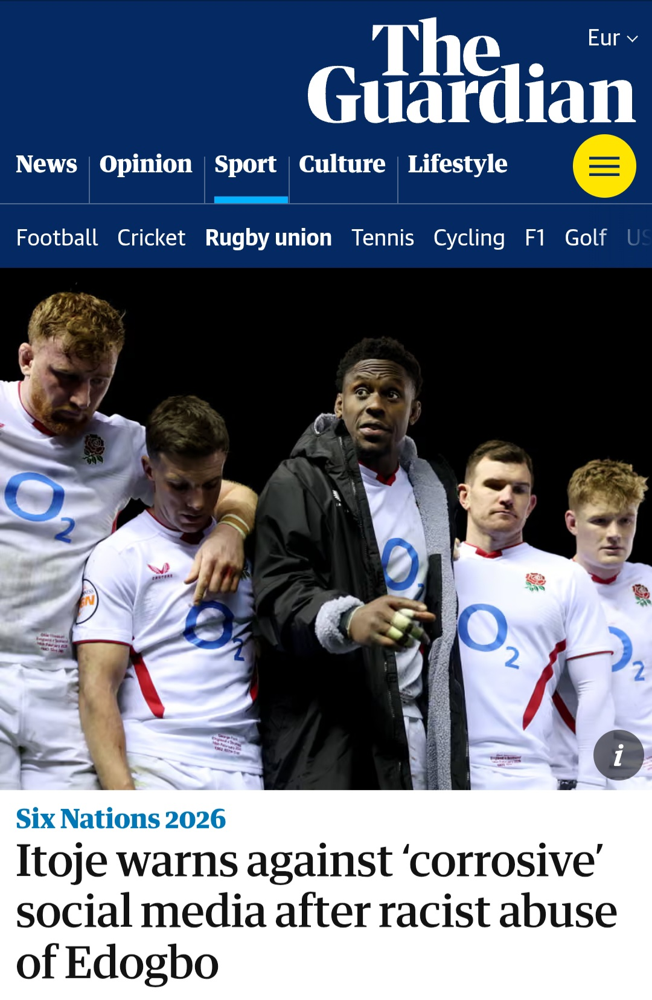 Eur
The
Guardian
News Opinion Sport Culture Lifestyle
Football Cricket Rugby union Tennis Cycling F1 Golf US
O2
O2
O2
O2
O2
CASTORE
i
Six Nations 2026
Itoje warns against ‘corrosive’
social media after racist abuse
of Edogbo